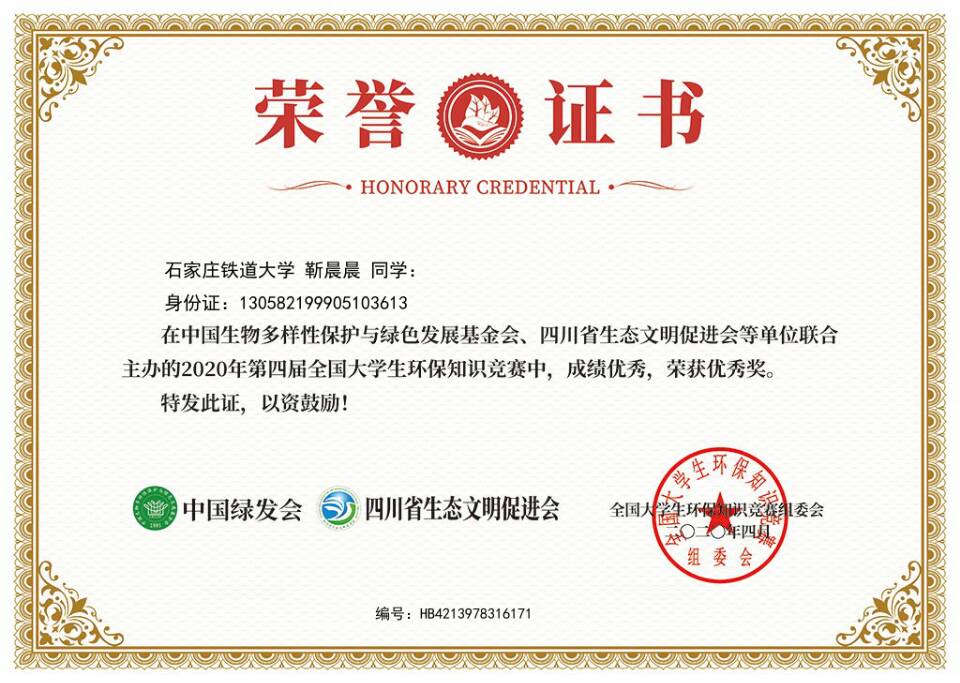 荣誉证书
HONORARY CREDENTIAL
石家庄铁道大学 靳晨晨 同学：
身份证：130582199905103613
在中国生物多样性保护与绿色发展基金会、四川省生态文明促进会等单位联合
主办的2020年第四届全国大学生环保知识竞赛中，成绩优秀，荣获优秀奖。
特发此证，以资鼓励！
中国绿发会
四川省生态文明促进会
全国大学生环保知识竞赛组委会
二〇二〇年四月
全国大学生环保知识竞赛
组委会
编号：HB4213978316171